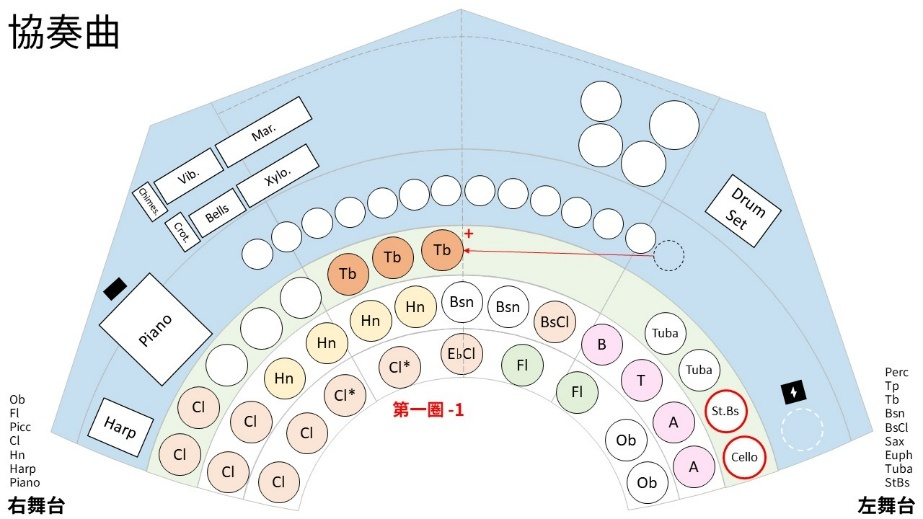 協奏曲
Mar.
Vib.
Chimes
Xylo.
Bells
Crot.
Drum
Set
+
Tb
Tb
Tb
Piano
Bsn
Bsn
BsCl
Hn
Hn
Hn
Hn
B
Tuba
Tuba
E♭Cl
Cl*
Cl*
Fl
Fl
T
A
A
St.Bs
Cello
第一圈 -1
Harp
Cl
Cl
Cl
Cl
Cl
Cl
Ob
Ob
Ob
Fl
Picc
Cl
Hn
Harp
Piano
右舞台
Perc
Tp
Tb
Bsn
BsCl
Sax
Euph
Tuba
StBs
左舞台